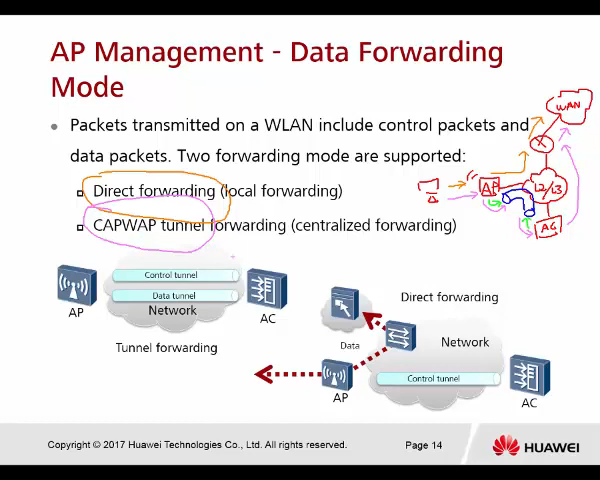 AP Management - Data Forwarding
Mode
Packets transmitted on a WLAN include control packets and
data packets. Two forwarding mode are supported:
Direct forwarding (local forwarding)
CAPWAP tunnel forwarding (centralized forwarding)
WAN
AP
L2/L3
AC
Control tunnel
Data tunnel
Network
AP
AC
Tunnel forwarding
Direct forwarding
Data
Network
Control tunnel
AP
AC
Copyright © 2017 Huawei Technologies Co., Ltd. All rights reserved.
Page 14
HUAWEI